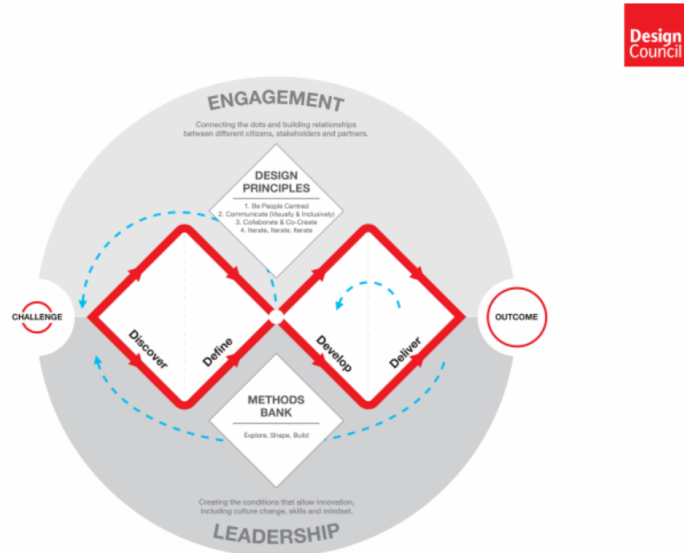 Design
Council
ENGAGEMENT
Connecting the dots and building relationships
between different citizens, stakeholders and partners.
DESIGN
PRINCIPLES
1. Be People Centred
2. Communicate (Visually & Inclusively)
3. Collaborate & Co-Create
4. Iterate, Iterate, Iterate
CHALLENGE
Discover
Define
Develop
Deliver
OUTCOME
METHODS
BANK
Explore, Shape, Build
Creating the conditions that allow innovation,
including culture change, skills and mindset.
LEADERSHIP